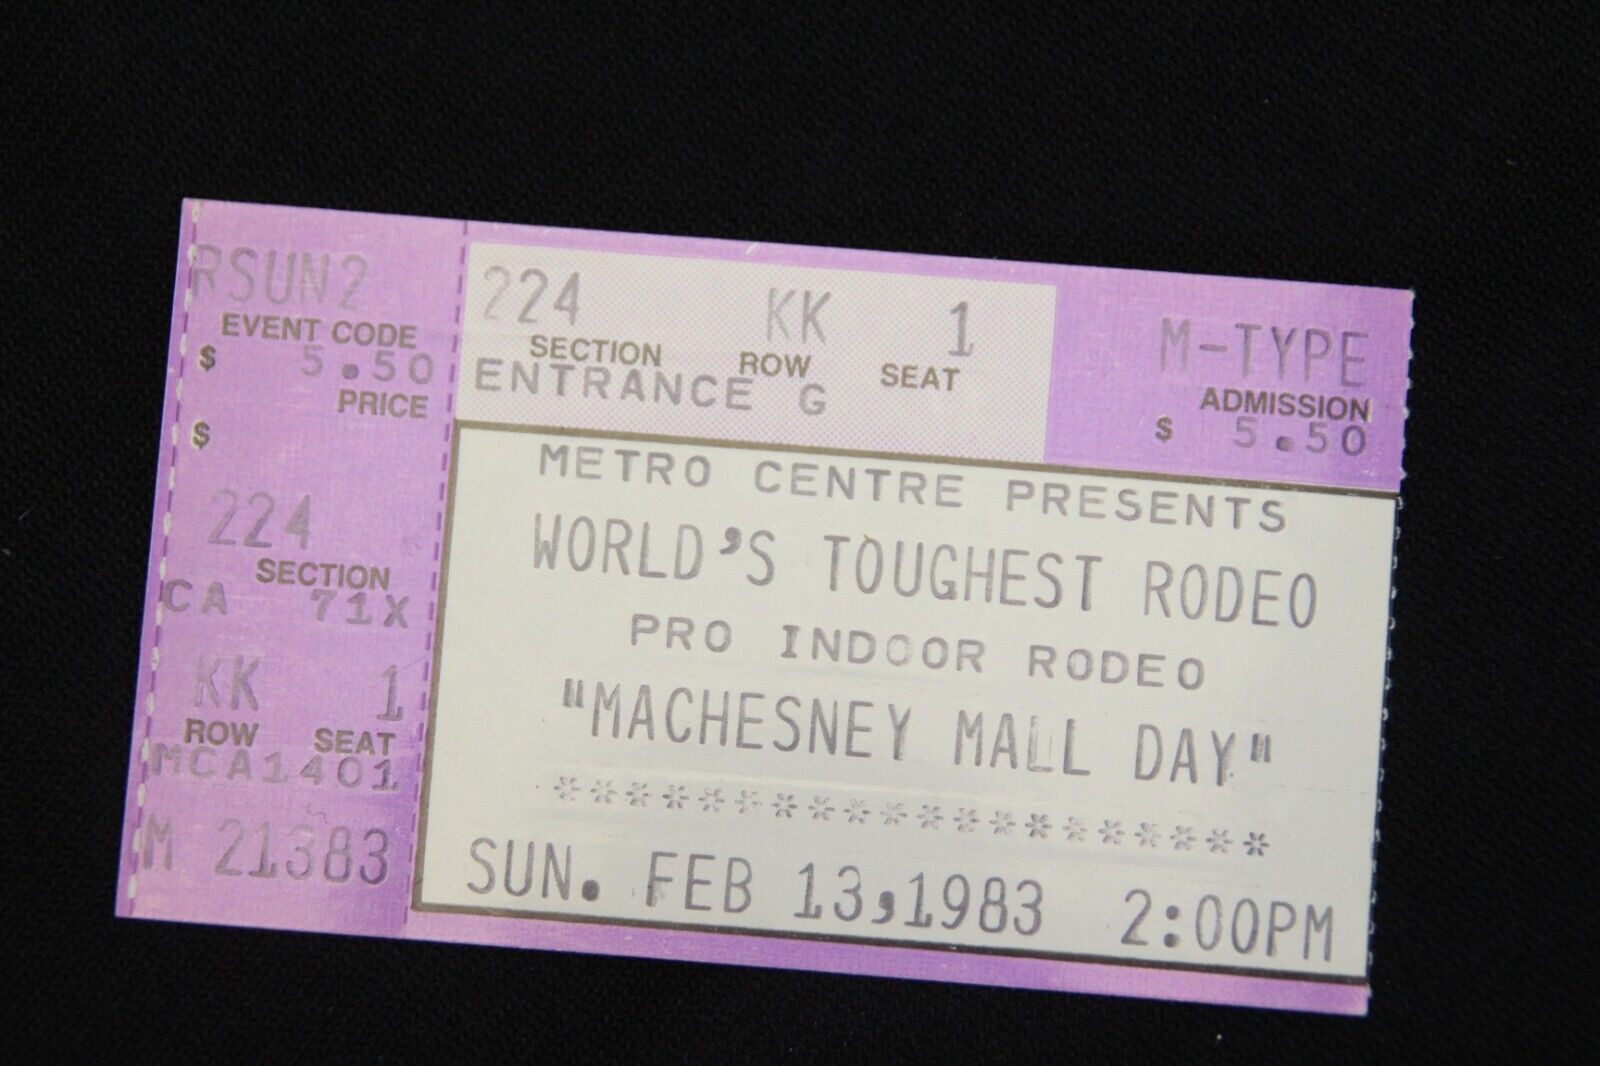 RSUN2
EVENT CODE
$ 5.50
PRICE
$
224
SECTION
CA 71X
KK 1
ROW SEAT
MCA1401
M 21383
224 KK 1
SECTION ROW SEAT
ENTRANCE G
M-TYPE
ADMISSION
$ 5.50
METRO CENTRE PRESENTS
WORLD'S TOUGHEST RODEO
PRO INDOOR RODEO
"MACHESNEY MALL DAY"
********************
SUN. FEB 13,1983 2:00PM